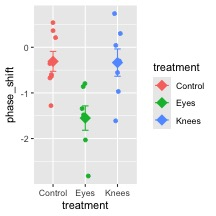 phase_shift
0
-1
-2
Control
Eyes
Knees
treatment
treatment
Control
Eyes
Knees